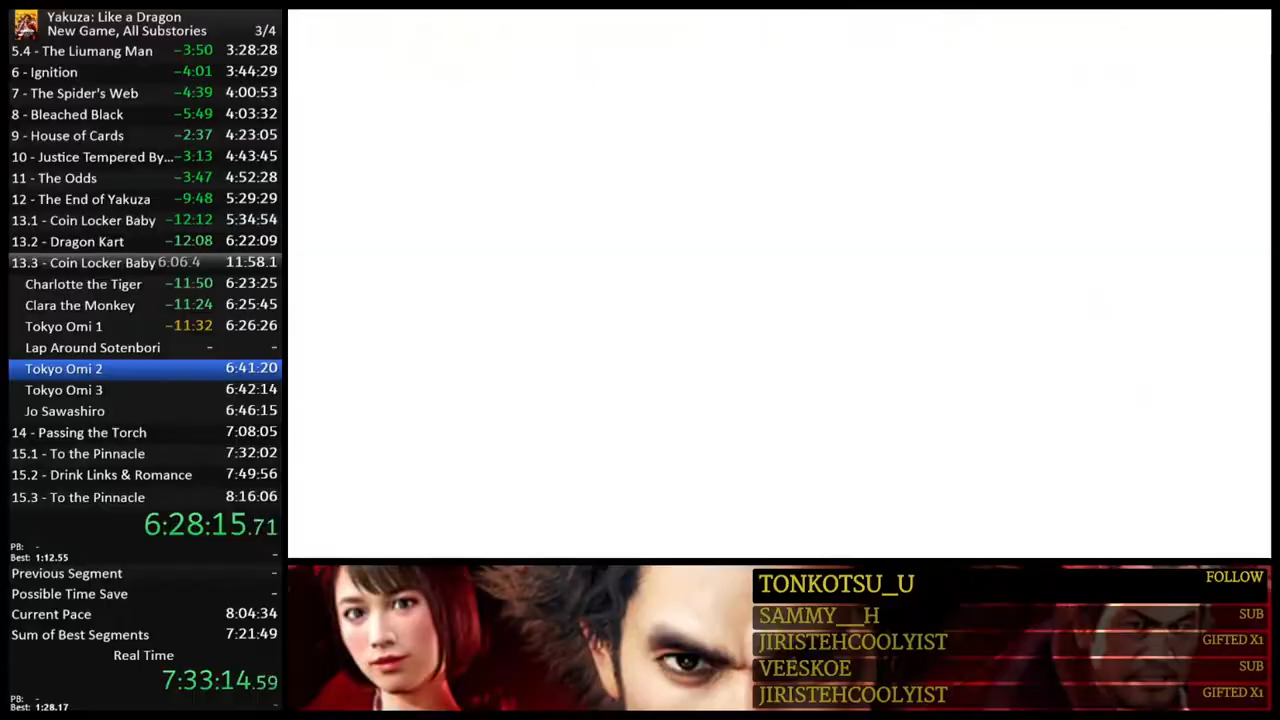 Yakuza: Like a Dragon
New Game, All Substories 3/4
5.4 - The Liumang Man -3:50 3:28:28
6 - Ignition -4:01 3:44:29
7 - The Spider's Web -4:39 4:00:53
8 - Bleached Black -5:49 4:03:32
9 - House of Cards -2:37 4:23:05
10 - Justice Tempered By... -3:13 4:43:45
11 - The Odds -3:47 4:52:28
12 - The End of Yakuza -9:48 5:29:29
13.1 - Coin Locker Baby -12:12 5:34:54
13.2 - Dragon Kart -12:08 6:22:09
13.3 - Coin Locker Baby 6:06.4 11:58.1
Charlotte the Tiger -11:50 6:23:25
Clara the Monkey -11:24 6:25:45
Tokyo Omi 1 -11:32 6:26:26
Lap Around Sotenbori - -
Tokyo Omi 2 6:41:20
Tokyo Omi 3 6:42:14
Jo Sawashiro 6:46:15
14 - Passing the Torch 7:08:05
15.1 - To the Pinnacle 7:32:02
15.2 - Drink Links & Romance 7:49:56
15.3 - To the Pinnacle 8:16:06
6:28:15.71
PB: -
Best: 1:12.55 -
Previous Segment -
Possible Time Save -
Current Pace 8:04:34
Sum of Best Segments 7:21:49
Real Time
7:33:14.59
PB: -
Best: 1:28.17 -
TONKOTSU_U FOLLOW
SAMMY__H SUB
JIRISTEHCOOLYIST GIFTED X1
VEESKOE SUB
JIRISTEHCOOLYIST GIFTED X1